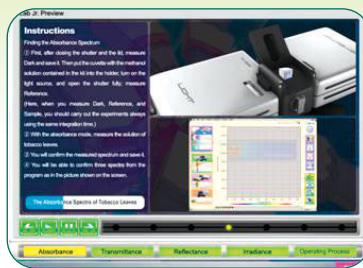 Lab Jr. Preview
Instructions
Finding the Absorbance Spectrum
① First, after closing the shutter and the lid, measure
Dark and save it. Then put the cuvette with the methanol
solution contained in the kit into the holder, turn on the
light source, and open the shutter fully, measure
Reference.
(Here, when you measure Dark, Reference, and
Sample, you should carry out the experiments always
using the same integration time.)
② With the absorbance mode, measure the solution of
tobacco leaves.
③ You will confirm the measured spectrum and save it.
④ You will be able to confirm three spectra from the
program as in the picture shown on the screen.
LIGHT
The Absorbance Spectra of Tobacco Leaves
Absorbance
Transmittance
Reflectance
Irradiance
Operating Process